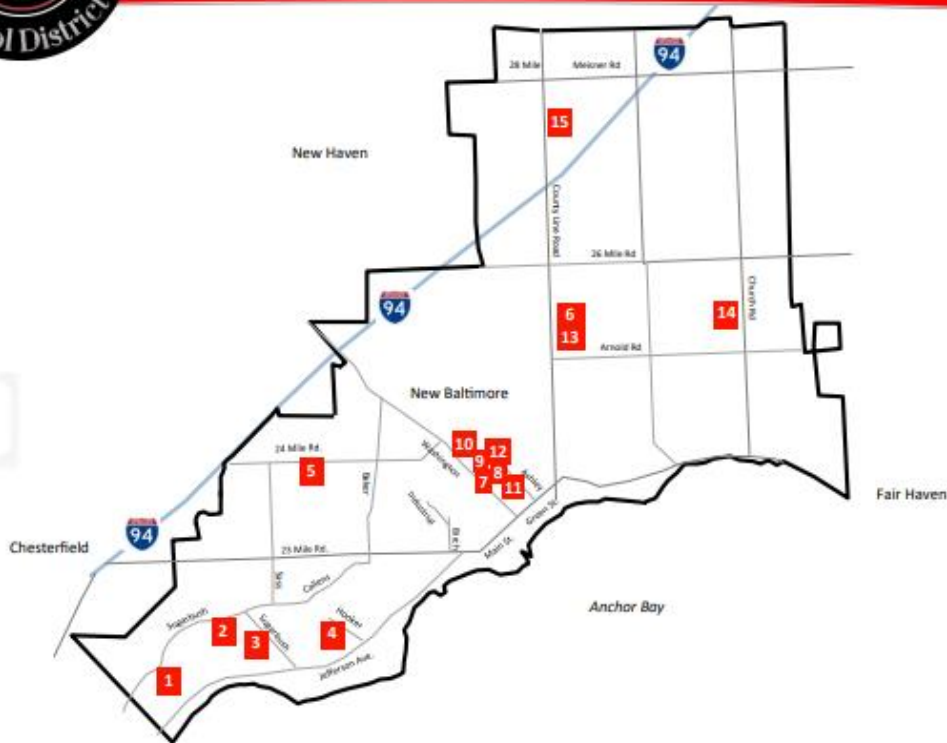 ol District
94
28 Mile
Meisner Rd
15
New Haven
County Line Road
26 Mile Rd
94
6
13
14
Church Rd
Arnold Rd
New Baltimore
24 Mile Rd.
5
Washington
10
12
9
8
7
11
Ashley
Industrial
Green St
Main St.
Fair Haven
94
Chesterfield
23 Mile Rd.
Sass
Callens
Anchor Bay
Sugarbush
2
Sugarbush
3
Hooker
4
Jefferson Ave.
1